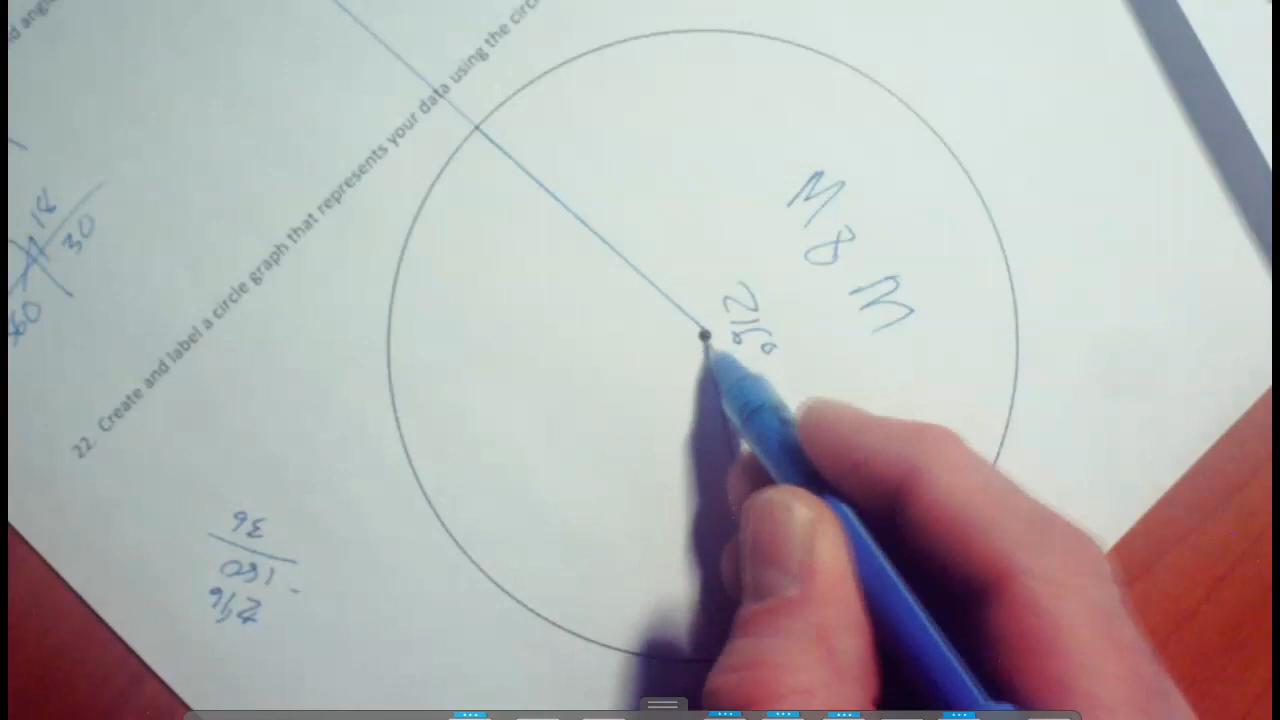 d angl
22. Create and label a circle graph that represents your data using the circ
18
30
60
M & M
216°
216
- 180
36